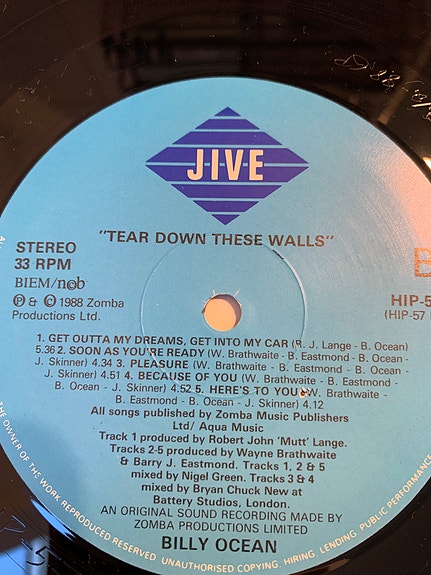 JIVE
"TEAR DOWN THESE WALLS"
STEREO
33 RPM
BIEM/ncb
Ⓟ & © 1988 Zomba
Productions Ltd.
HIP-5
(HIP-57
1. GET OUTTA MY DREAMS, GET INTO MY CAR (R. J. Lange - B. Ocean)
5.36 2. SOON AS YOU'RE READY (W. Brathwaite - B. Eastmond - B. Ocean -
J. Skinner) 4.34 3. PLEASURE (W. Brathwaite - B. Eastmond - B. Ocean
- J. Skinner) 4.51 4. BECAUSE OF YOU (W. Brathwaite - B. Eastmond -
B. Ocean - J. Skinner) 4.52 5. HERE'S TO YOU (W. Brathwaite -
B. Eastmond - B. Ocean - J. Skinner) 4.12
All songs published by Zomba Music Publishers
Ltd/ Aqua Music
Track 1 produced by Robert John 'Mutt' Lange.
Tracks 2-5 produced by Wayne Brathwaite
& Barry J. Eastmond. Tracks 1, 2 & 5
mixed by Nigel Green. Tracks 3 & 4
mixed by Bryan Chuck New at
Battery Studios, London.
AN ORIGINAL SOUND RECORDING MADE BY
ZOMBA PRODUCTIONS LIMITED
BILLY OCEAN
THE OWNER OF THE WORK REPRODUCED RESERVED UNAUTHORISED COPYING, HIRING, LENDING, PUBLIC PERFORMANCE